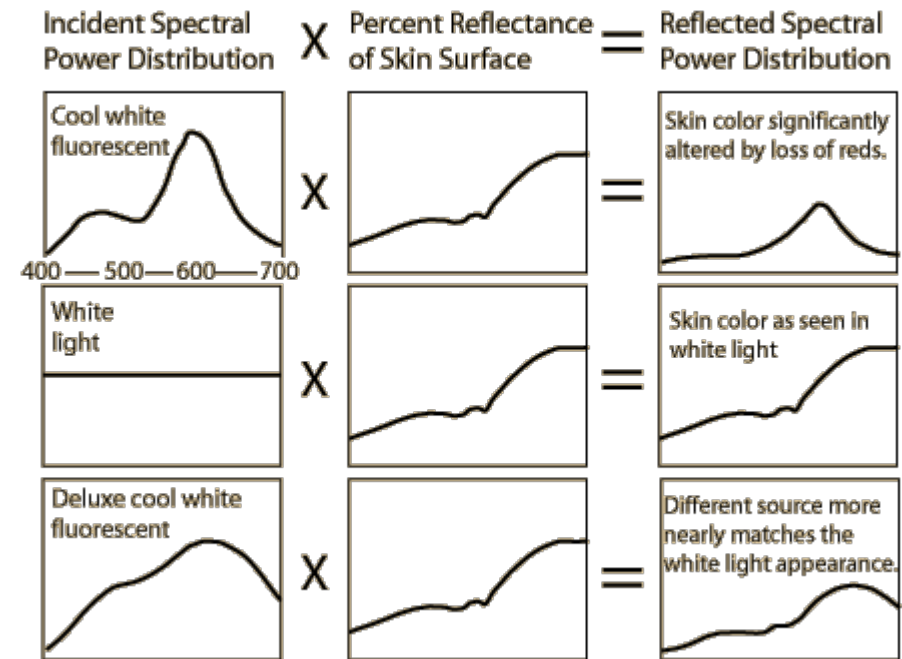 Incident Spectral
Power Distribution
X
Percent Reflectance
of Skin Surface
=
Reflected Spectral
Power Distribution
Cool white
fluorescent
X
=
Skin color significantly
altered by loss of reds.
400 500 600 700
White
light
X
=
Skin color as seen in
white light
Deluxe cool white
fluorescent
X
=
Different source more
nearly matches the
white light appearance.